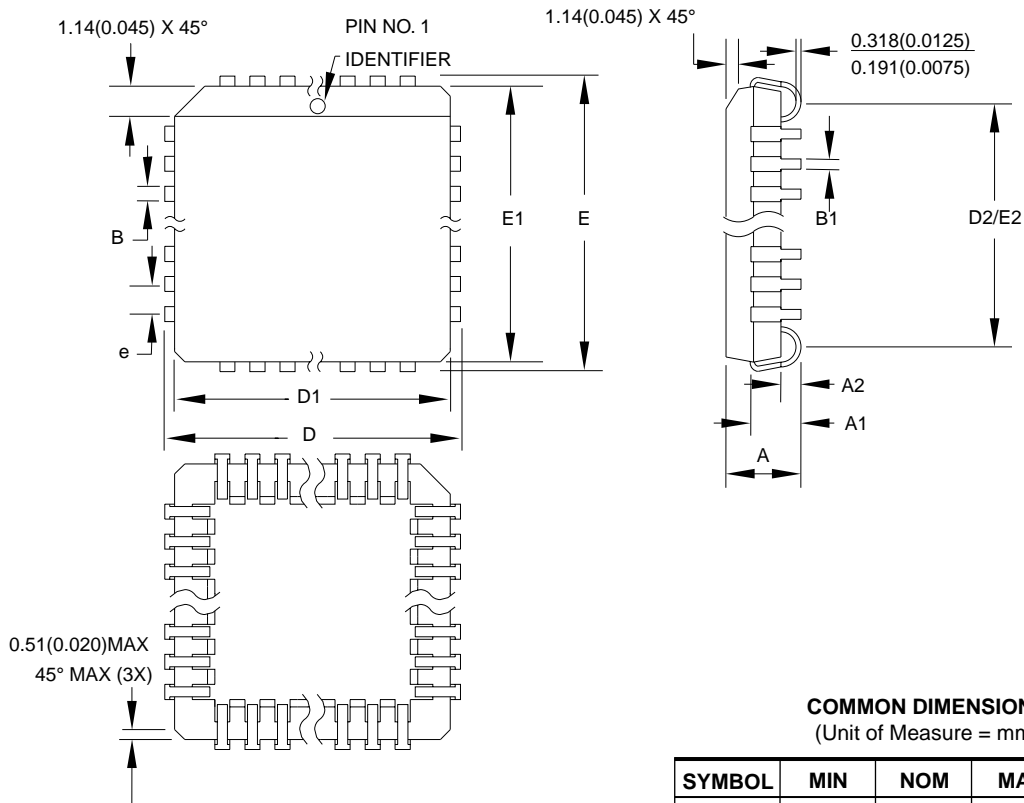 1.14(0.045) X 45°
PIN NO. 1
IDENTIFIER
1.14(0.045) X 45°
0.318(0.0125)
0.191(0.0075)
E1
E
B
e
B1
D2/E2
D1
D
A2
A1
A
0.51(0.020)MAX
45° MAX (3X)
COMMON DIMENSION
(Unit of Measure = mm
SYMBOL MIN NOM MA